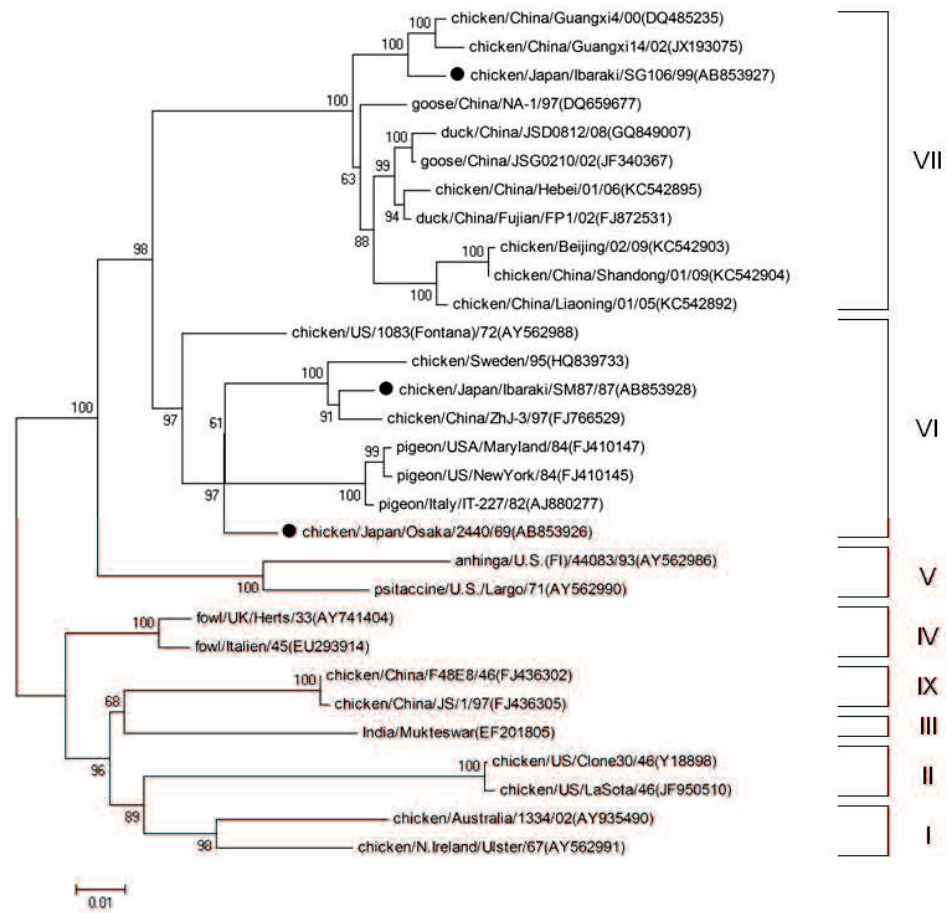 chicken/China/Guangxi4/00(DQ485235)
100
chicken/China/Guangxi14/02(JX193075)
100
chicken/Japan/Ibaraki/SG106/99(AB853927)
100
goose/China/NA-1/97(DQ659677)
duck/China/JSD0812/08(GQ849007)
100
goose/China/JSG0210/02(JF340367)
VII
99
63
chicken/China/Hebei/01/06(KC542895)
94
duck/China/Fujian/FP1/02(FJ872531)
88
98
chicken/Beijing/02/09(KC542903)
100
chicken/China/Shandong/01/09(KC542904)
100
chicken/China/Liaoning/01/05(KC542892)
chicken/US/1083(Fontana)/72(AY562988)
chicken/Sweden/95(HQ839733)
100
chicken/Japan/Ibaraki/SM87/87(AB853928)
100
97
61
91
chicken/China/ZhJ-3/97(FJ766529)
VI
pigeon/USA/Maryland/84(FJ410147)
99
pigeon/US/NewYork/84(FJ410145)
97
100
pigeon/Italy/IT-227/82(AJ880277)
chicken/Japan/Osaka/2440/69(AB853926)
anhinga/U.S.(Fl)/44083/93(AY562986)
V
100
psitaccine/U.S./Largo/71(AY562990)
fowl/UK/Herts/33(AY741404)
100
IV
fowl/Italien/45(EU293914)
chicken/China/F48E8/46(FJ436302)
100
IX
68
chicken/China/JS/1/97(FJ436305)
India/Mukteswar(EF201805)
III
96
chicken/US/Clone30/46(Y18898)
100
II
chicken/US/LaSota/46(JF950510)
89
chicken/Australia/1334/02(AY935490)
I
98
chicken/N.Ireland/Ulster/67(AY562991)
0.01